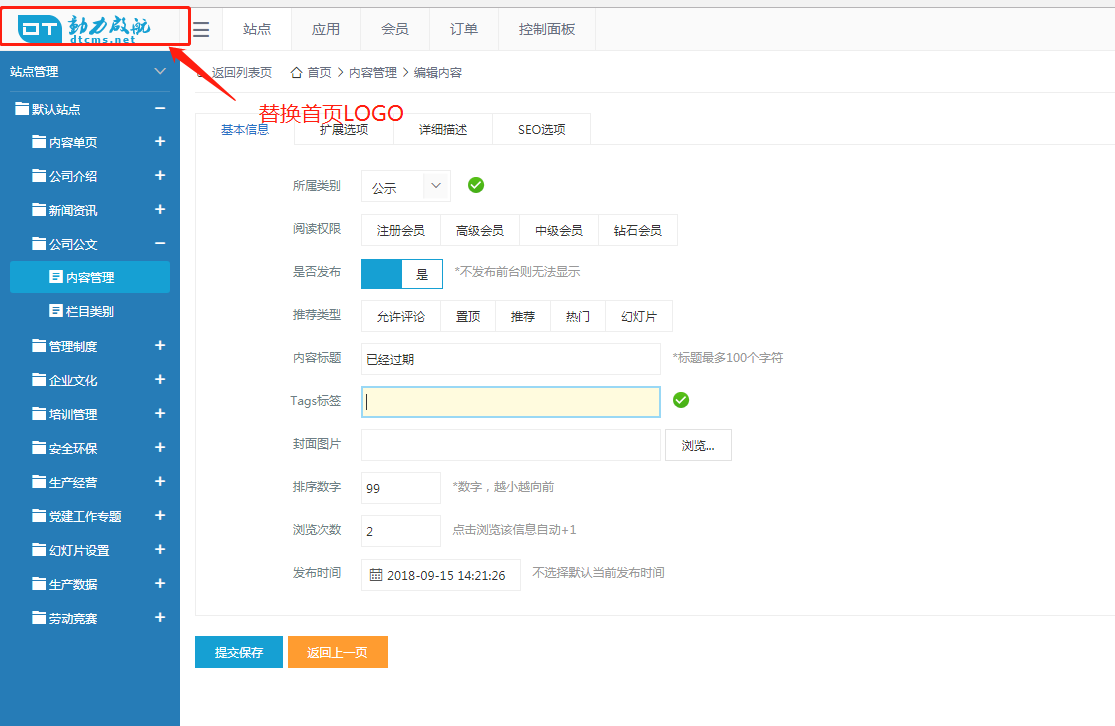 DT 動力啟航
dtcms.net
站点
应用
会员
订单
控制面板
站点管理
返回列表页 首页 内容管理 编辑内容
替换首页LOGO
默认站点
内容单页
公司介绍
新闻资讯
公司公文
内容管理
栏目类别
管理制度
企业文化
培训管理
安全环保
生产经营
党建工作专题
幻灯片设置
生产数据
劳动竞赛
基本信息
扩展选项
详细描述
SEO选项
所属类别 公示
阅读权限 注册会员 高级会员 中级会员 钻石会员
是否发布 是 *不发布前台则无法显示
推荐类型 允许评论 置顶 推荐 热门 幻灯片
内容标题 已经过期 *标题最多100个字符
Tags标签
封面图片 浏览...
排序数字 99 *数字，越小越向前
浏览次数 2 点击浏览该信息自动+1
发布时间 2018-09-15 14:21:26 不选择默认当前发布时间
提交保存
返回上一页